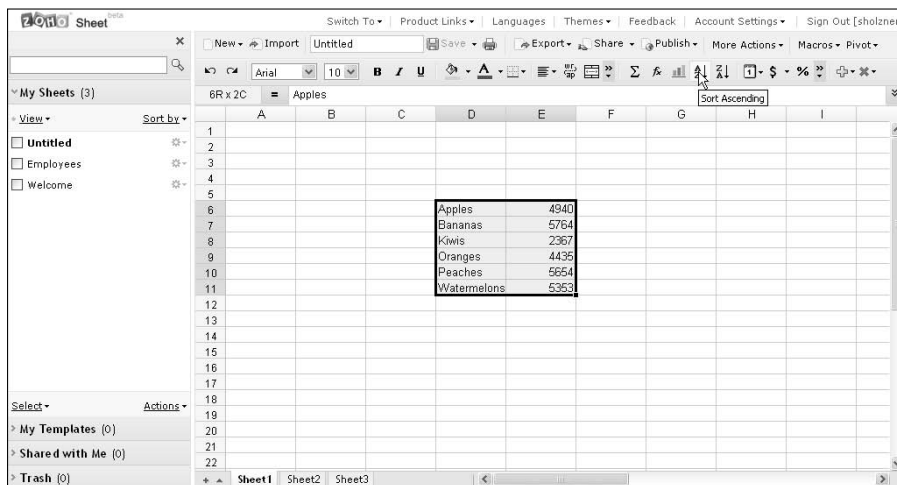 ZOHO Sheet beta
Switch To Product Links Languages Themes Feedback Account Settings Sign Out [sholzner
New Import Untitled Save Export Share Publish More Actions Macros Pivot
Arial 10 B I U Σ fx $ %
My Sheets (3)
6R x 2C = Apples
Sort Ascending
View Sort by
Untitled
Employees
Welcome
A B C D E F G H I
1
2
3
4
5
6 Apples 4940
7 Bananas 5764
8 Kiwis 2367
9 Oranges 4435
10 Peaches 5654
11 Watermelons 5353
12
13
14
15
16
17
18
19
20
21
22
Select Actions
My Templates (0)
Shared with Me (0)
Trash (0)
Sheet1 Sheet2 Sheet3